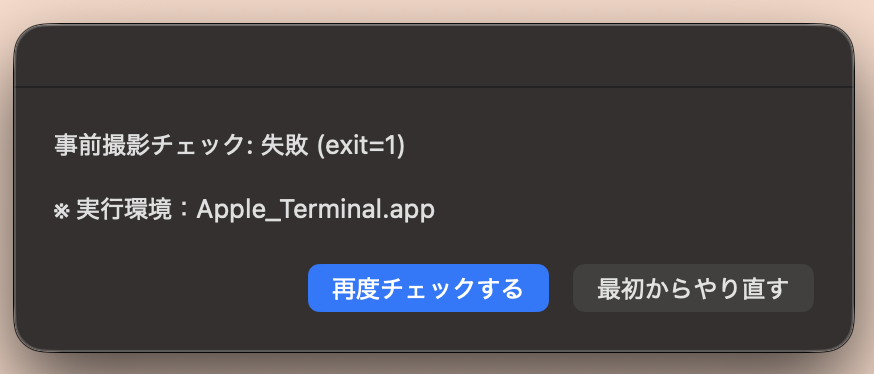 事前撮影チェック: 失敗 (exit=1)
※ 実行環境：Apple_Terminal.app
再度チェックする
最初からやり直す